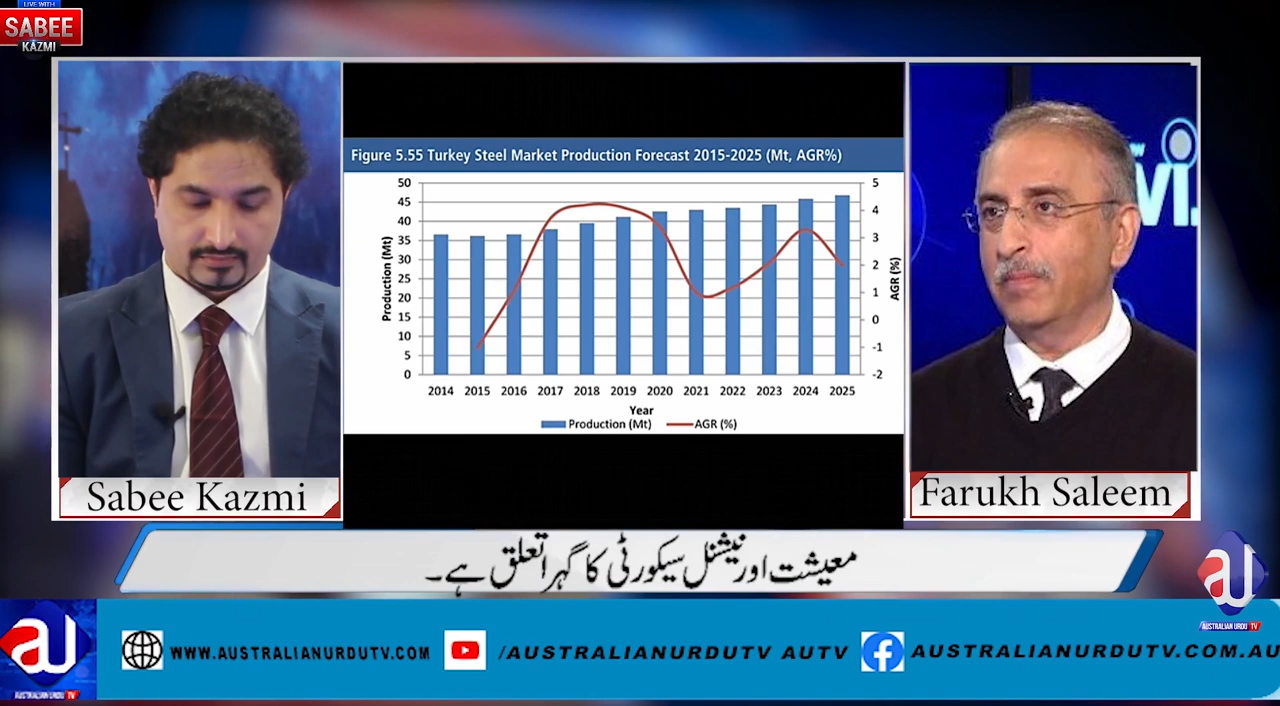 LIVE WITH
SABEE
KAZMI
Figure 5.55 Turkey Steel Market Production Forecast 2015-2025 (Mt, AGR%)
Production (Mt)
50
45
40
35
30
25
20
15
10
5
0
AGR (%)
5
4
3
2
1
0
-1
-2
2014 2015 2016 2017 2018 2019 2020 2021 2022 2023 2024 2025
Year
Production (Mt) AGR (%)
Sabee Kazmi
Farukh Saleem
معیشت اور نیشنل سیکورٹی کا گہرا تعلق ہے۔
au
AUSTRALIAN URDU TV
au
AUSTRALIAN URDU TV
WWW.AUSTRALIANURDUTV.COM
/AUSTRALIANURDUTV AUTV
AUSTRALIANURDUTV.COM.AU